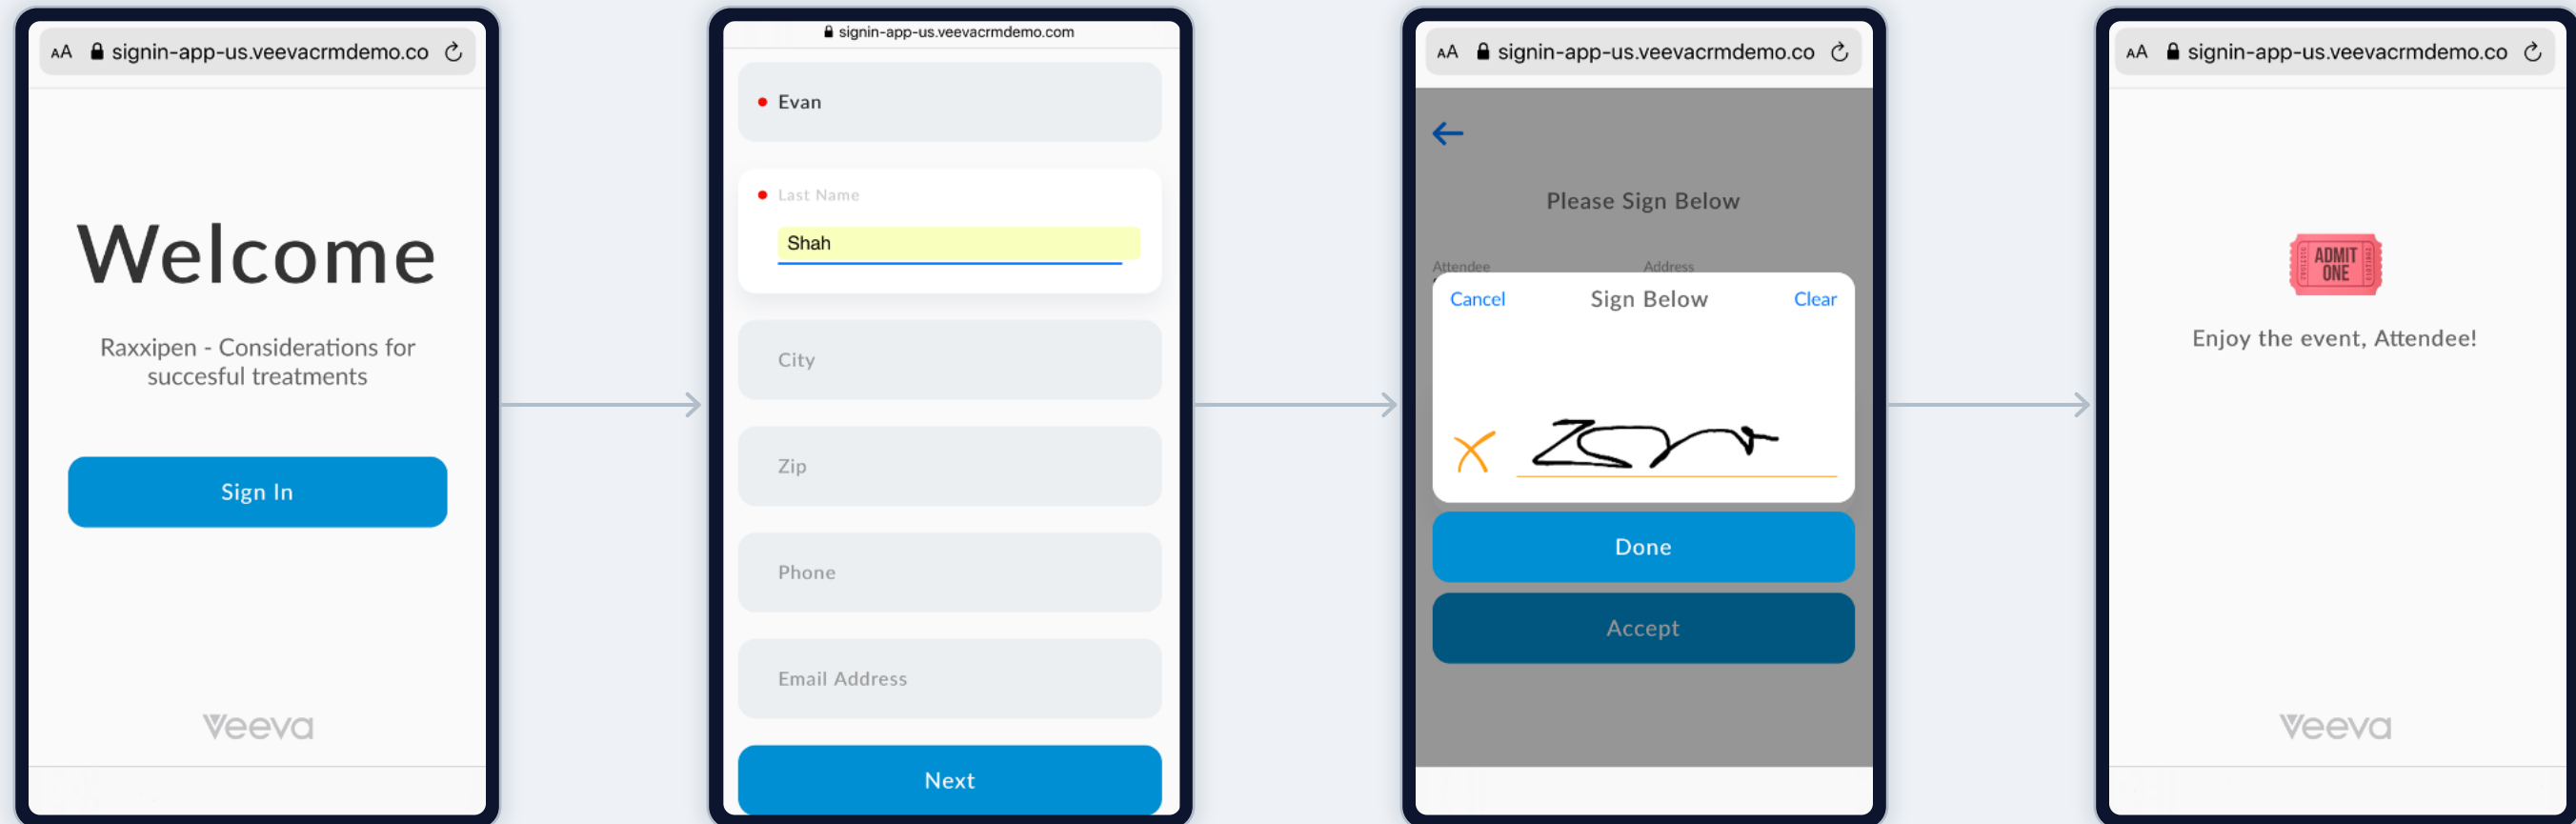 AA signin-app-us.veevacrmdemo.co
Welcome
Raxxipen - Considerations for
succesful treatments
Sign In
Veeva
signin-app-us.veevacrmdemo.com
Evan
Last Name
Shah
City
Zip
Phone
Email Address
Next
AA signin-app-us.veevacrmdemo.co
Please Sign Below
Attendee Address
Cancel Sign Below Clear
Done
Accept
AA signin-app-us.veevacrmdemo.co
ADMIT
ONE
Enjoy the event, Attendee!
Veeva